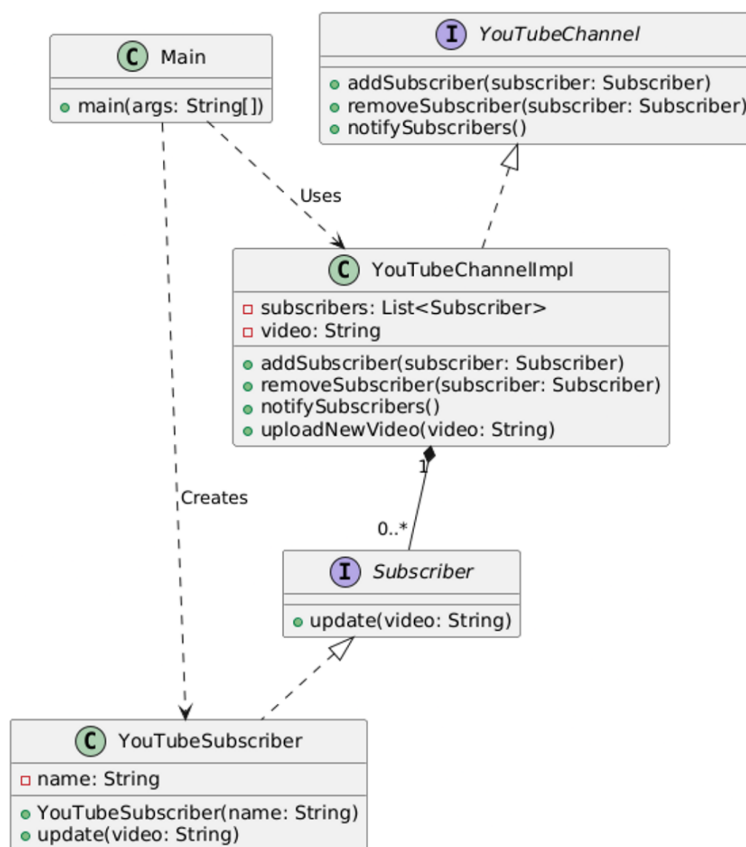 C Main
main(args: String[])
I YouTubeChannel
addSubscriber(subscriber: Subscriber)
removeSubscriber(subscriber: Subscriber)
notifySubscribers()
Uses
C YouTubeChannelImpl
subscribers: List<Subscriber>
video: String
addSubscriber(subscriber: Subscriber)
removeSubscriber(subscriber: Subscriber)
notifySubscribers()
uploadNewVideo(video: String)
1
Creates
0..*
I Subscriber
update(video: String)
C YouTubeSubscriber
name: String
YouTubeSubscriber(name: String)
update(video: String)